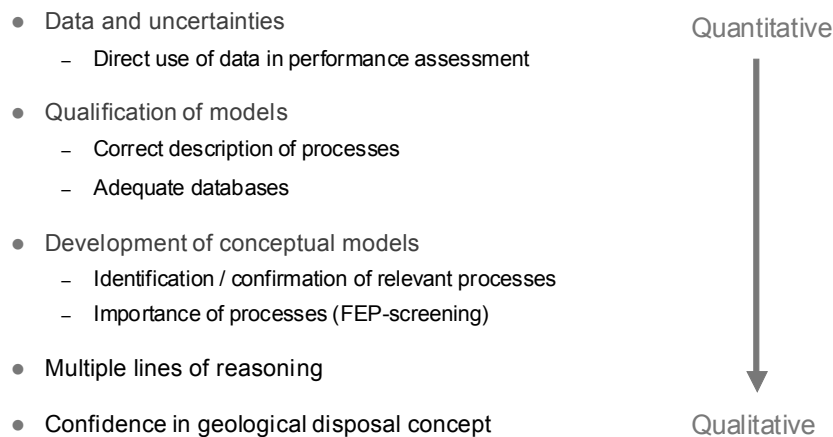 ● Data and uncertainties
– Direct use of data in performance assessment
● Qualification of models
– Correct description of processes
– Adequate databases
● Development of conceptual models
– Identification / confirmation of relevant processes
– Importance of processes (FEP-screening)
● Multiple lines of reasoning
● Confidence in geological disposal concept
Quantitative
Qualitative